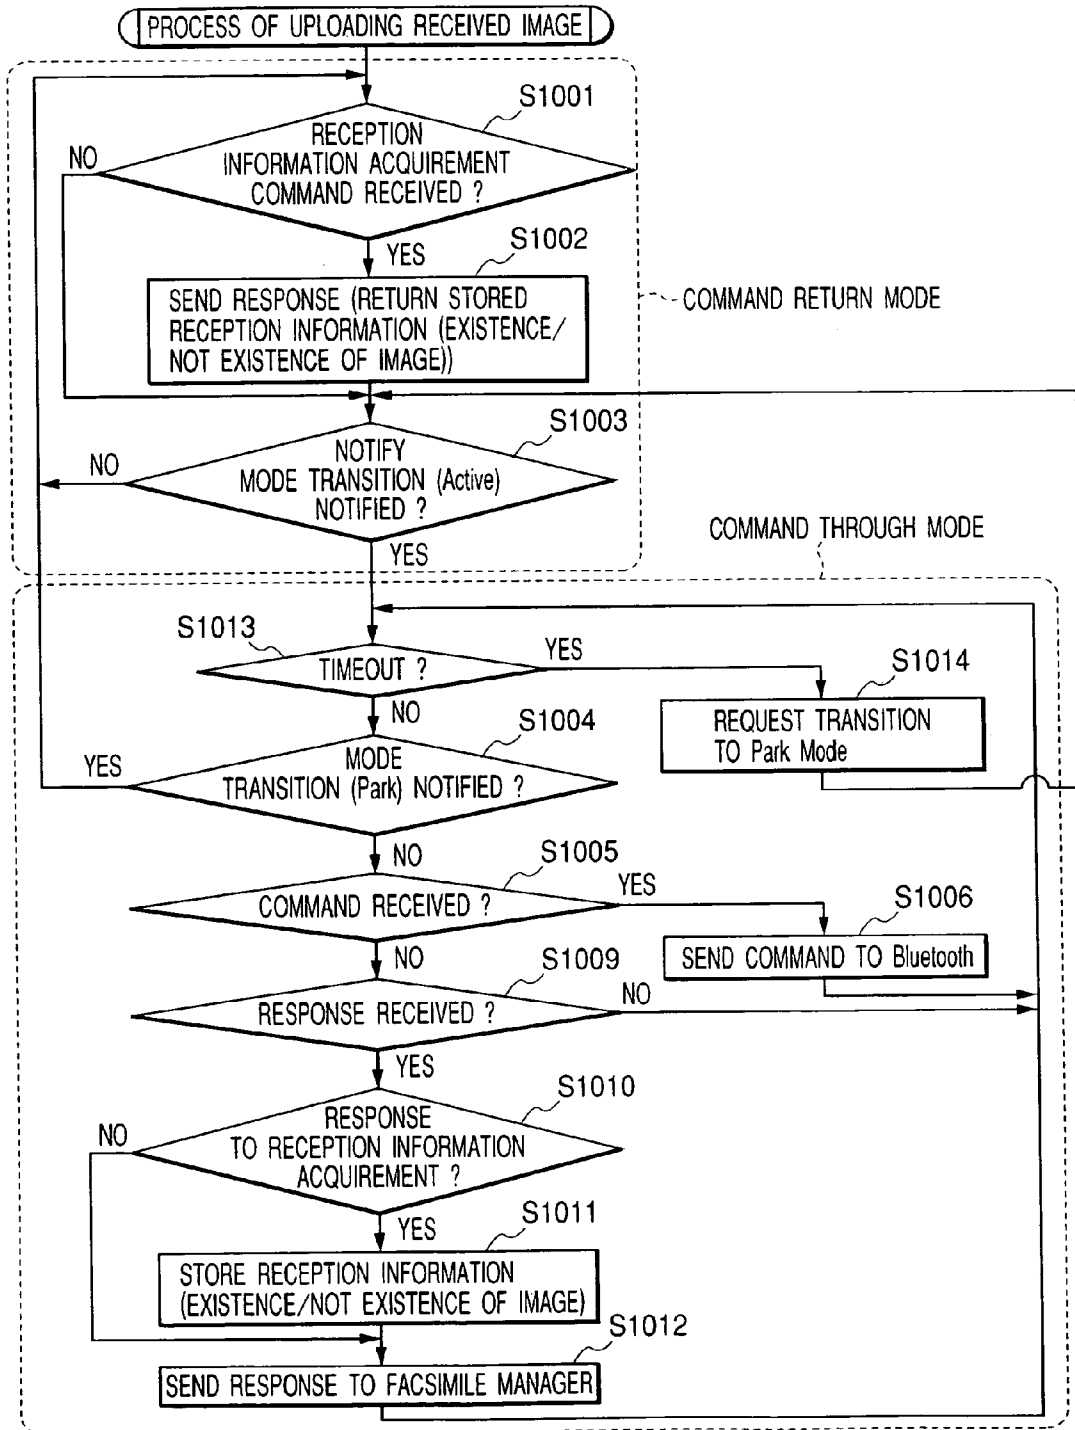 PROCESS OF UPLOADING RECEIVED IMAGE
S1001
RECEPTION
INFORMATION ACQUIREMENT
COMMAND RECEIVED ?
NO
YES
S1002
SEND RESPONSE (RETURN STORED
RECEPTION INFORMATION (EXISTENCE/
NOT EXISTENCE OF IMAGE))
COMMAND RETURN MODE
S1003
NOTIFY
MODE TRANSITION (Active)
NOTIFIED ?
NO
YES
COMMAND THROUGH MODE
S1013
TIMEOUT ?
YES
NO
S1014
REQUEST TRANSITION
TO Park Mode
S1004
MODE
TRANSITION (Park) NOTIFIED ?
YES
NO
S1005
COMMAND RECEIVED ?
YES
NO
S1006
SEND COMMAND TO Bluetooth
S1009
RESPONSE RECEIVED ?
NO
YES
S1010
RESPONSE
TO RECEPTION INFORMATION
ACQUIREMENT ?
NO
YES
S1011
STORE RECEPTION INFORMATION
(EXISTENCE/NOT EXISTENCE OF IMAGE)
S1012
SEND RESPONSE TO FACSIMILE MANAGER